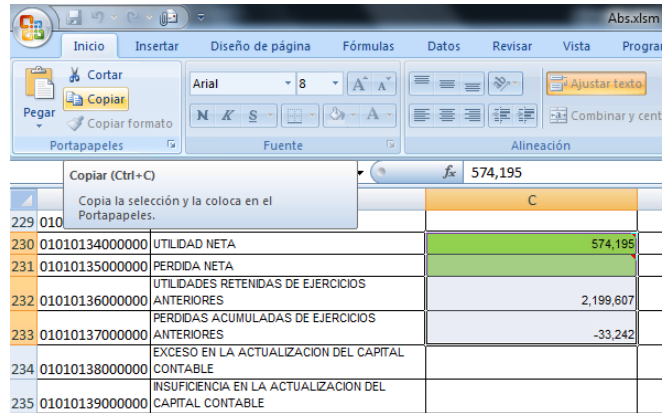 Abs.xlsm
Inicio Insertar Diseño de página Fórmulas Datos Revisar Vista
Cortar
Copiar
Copiar formato
Pegar
Portapapeles
Arial 8
N K S
Fuente
Ajustar texto
Combinar y cent
Alineación
Copiar (Ctrl+C)
Copia la selección y la coloca en el
Portapapeles.
fx 574,195
C
229 010
230 01010134000000 UTILIDAD NETA 574,195
231 01010135000000 PERDIDA NETA
UTILIDADES RETENIDAS DE EJERCICIOS
232 01010136000000 ANTERIORES 2,199,607
PERDIDAS ACUMULADAS DE EJERCICIOS
233 01010137000000 ANTERIORES -33,242
EXCESO EN LA ACTUALIZACION DEL CAPITAL
234 01010138000000 CONTABLE
INSUFICIENCIA EN LA ACTUALIZACION DEL
235 01010139000000 CAPITAL CONTABLE